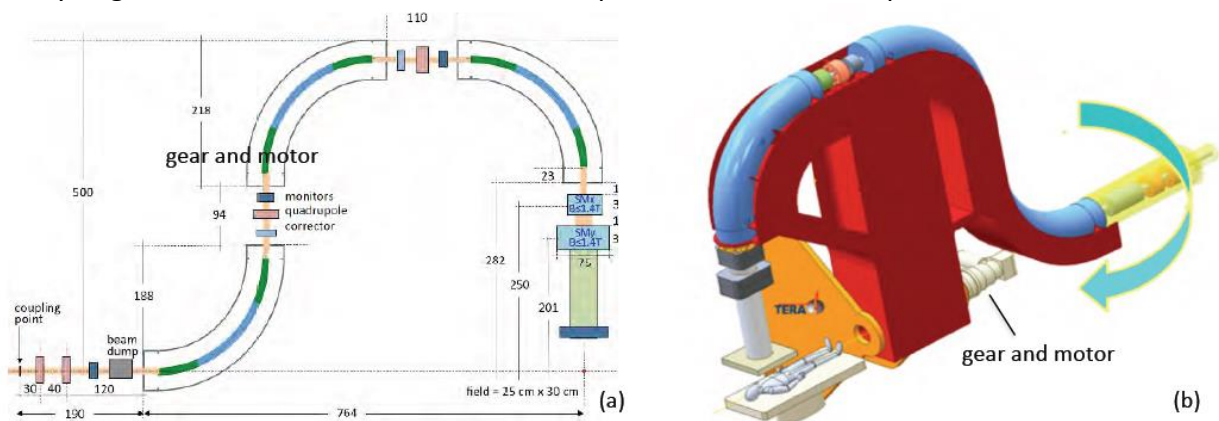 110
218
gear and motor
500
94
monitors
quadrupole
corrector
23
1
SMx
B≤1.4T
3
1
SMy
B≤1.4T
3
75
282
250
201
188
coupling
point
beam
dump
30
40
120
190
764
field = 25 cm x 30 cm
(a)
TERA
gear and motor
(b)